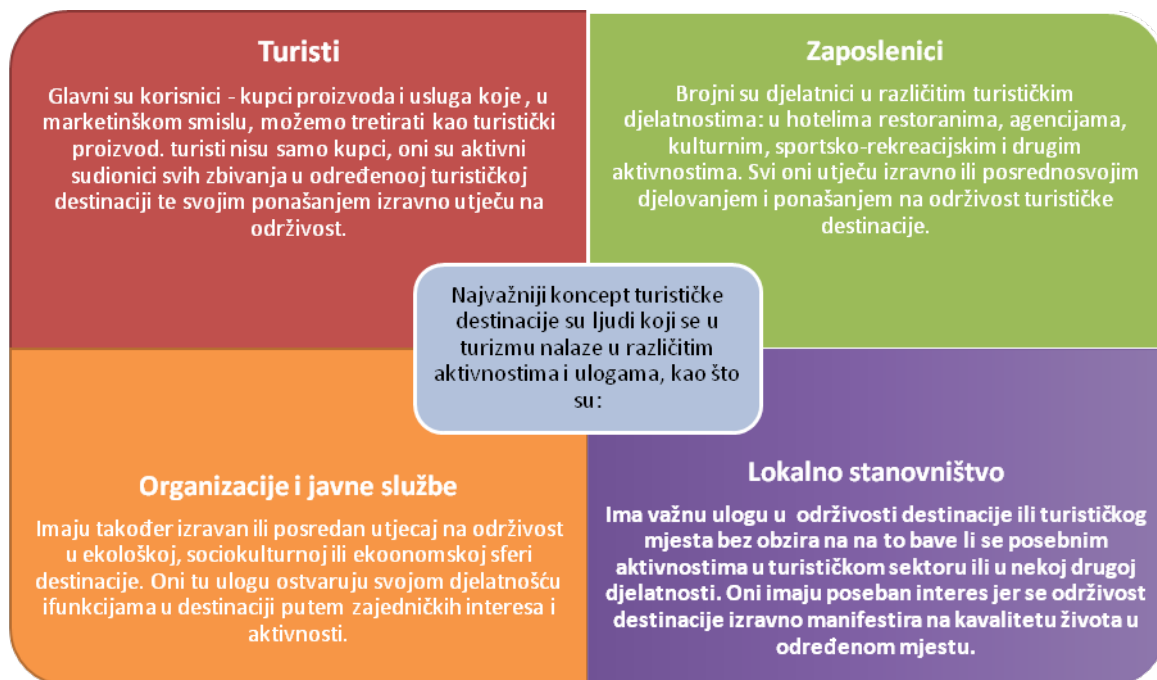 Turisti
Glavni su korisnici - kupci proizvoda i usluga koje , u
marketinškom smislu, možemo tretirati kao turistički
proizvod. turisti nisu samo kupci, oni su aktivni
sudionici svih zbivanja u određenooj turističkoj
destinaciji te svojim ponašanjem izravno utječu na
održivost.
Zaposlenici
Brojni su djelatnici u različitim turističkim
djelatnostima: u hotelima restoranima, agencijama,
kulturnim, sportsko-rekreacijskim i drugim
aktivnostima. Svi oni utječu izravno ili posrednosvojim
djelovanjem i ponašanjem na održivost turističke
destinacije.
Najvažniji koncept turističke
destinacije su ljudi koji se u
turizmu nalaze u različitim
aktivnostima i ulogama, kao što
su:
Organizacije i javne službe
Imaju također izravan ili posredan utjecaj na održivost
u ekološkoj, sociokulturnoj ili ekoonomskoj sferi
destinacije. Oni tu ulogu ostvaruju svojom djelatnošću
ifunkcijama u destinaciji putem zajedničkih interesa i
aktivnosti.
Lokalno stanovništvo
Ima važnu ulogu u održivosti destinacije ili turističkog
mjesta bez obzira na na to bave li se posebnim
aktivnostima u turističkom sektoru ili u nekoj drugoj
djelatnosti. Oni imaju poseban interes jer se održivost
destinacije izravno manifestira na kavalitetu života u
određenom mjestu.